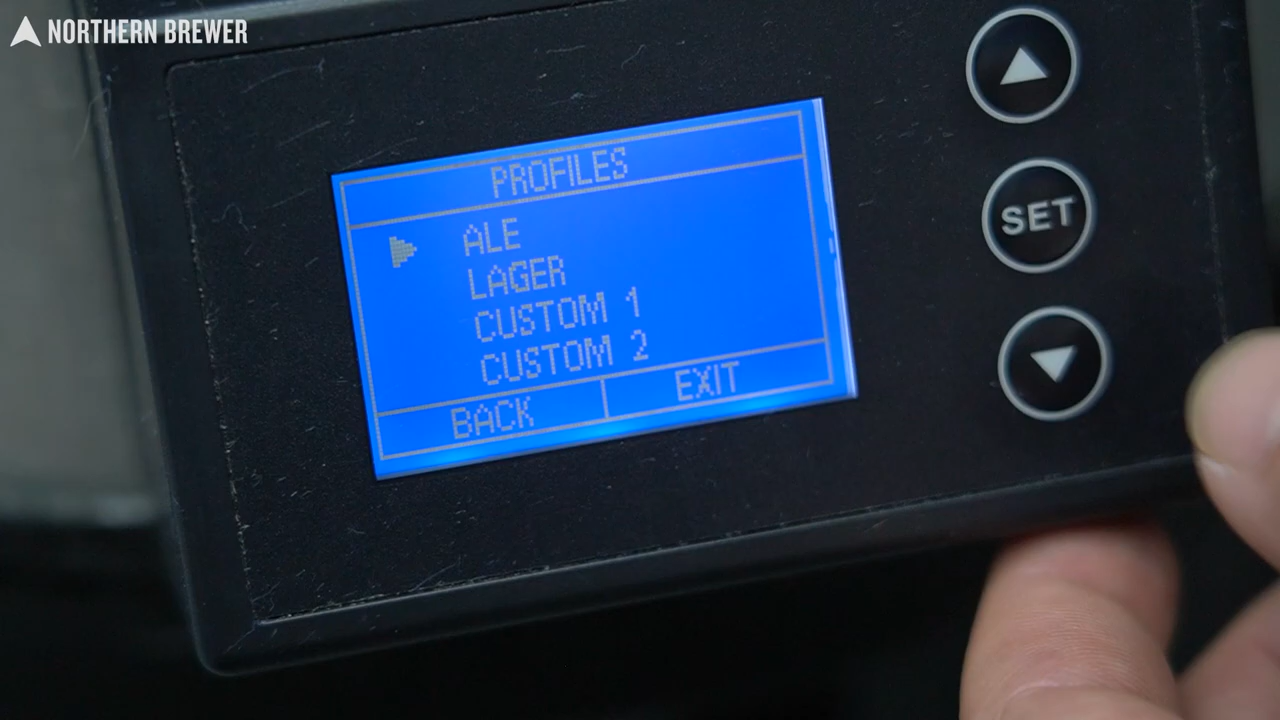 NORTHERN BREWER
PROFILES
ALE
LAGER
CUSTOM 1
CUSTOM 2
BACK EXIT
SET